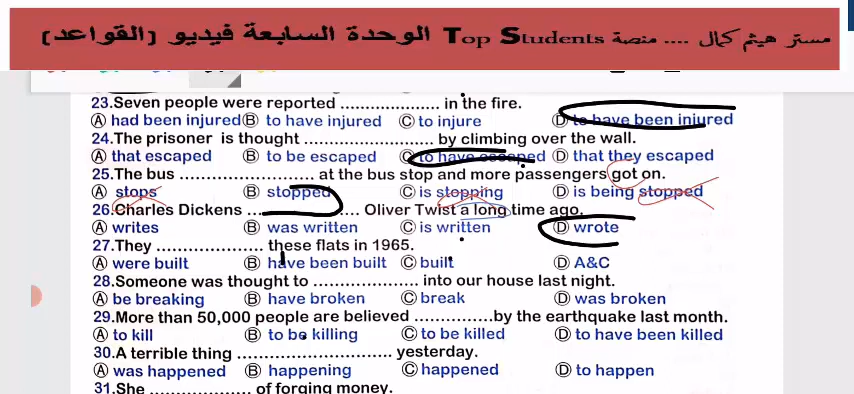 مستر هيثم كمال .... منصة Top Students الوحدة السابعة فيديو (القواعد)
23.Seven people were reported .................... in the fire.
Ⓐ had been injured Ⓑ to have injured Ⓒ to injure Ⓓ to have been injured
24.The prisoner is thought .......................... by climbing over the wall.
Ⓐ that escaped Ⓑ to be escaped Ⓒ to have escaped Ⓓ that they escaped
25.The bus ........................... at the bus stop and more passengers got on.
Ⓐ stops Ⓑ stopped Ⓒ is stopping Ⓓ is being stopped
26.Charles Dickens ...................... Oliver Twist a long time ago.
Ⓐ writes Ⓑ was written Ⓒ is written Ⓓ wrote
27.They ..................... these flats in 1965.
Ⓐ were built Ⓑ have been built Ⓒ built Ⓓ A&C
28.Someone was thought to ..................... into our house last night.
Ⓐ be breaking Ⓑ have broken Ⓒ break Ⓓ was broken
29.More than 50,000 people are believed ...............by the earthquake last month.
Ⓐ to kill Ⓑ to be killing Ⓒ to be killed Ⓓ to have been killed
30.A terrible thing .............................. yesterday.
Ⓐ was happened Ⓑ happening Ⓒ happened Ⓓ to happen
31.She .................. of forging money.